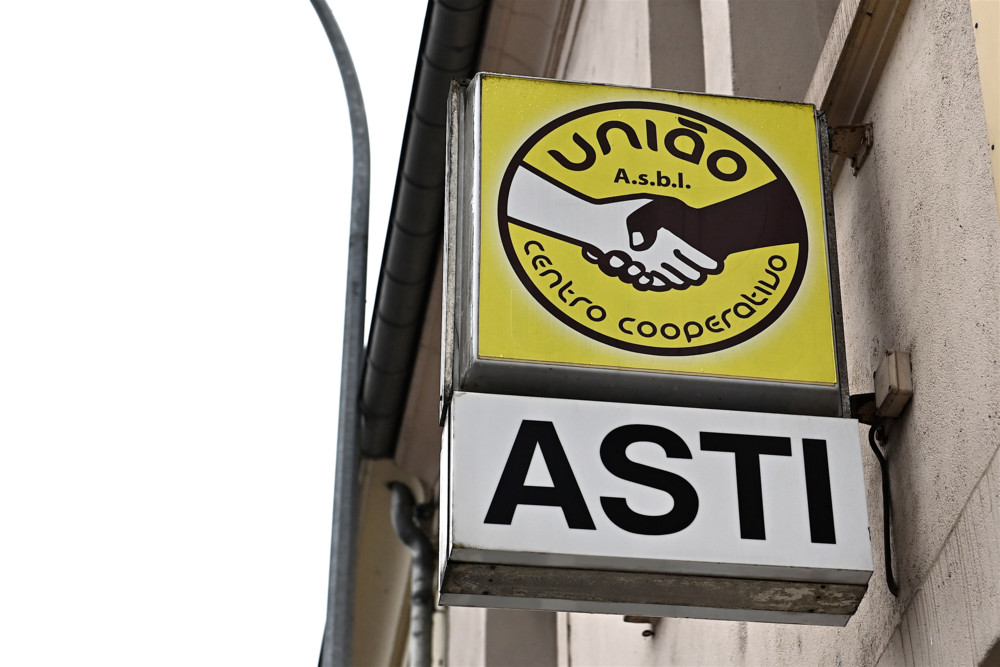 União
A.s.b.l.
centro cooperativo
ASTI